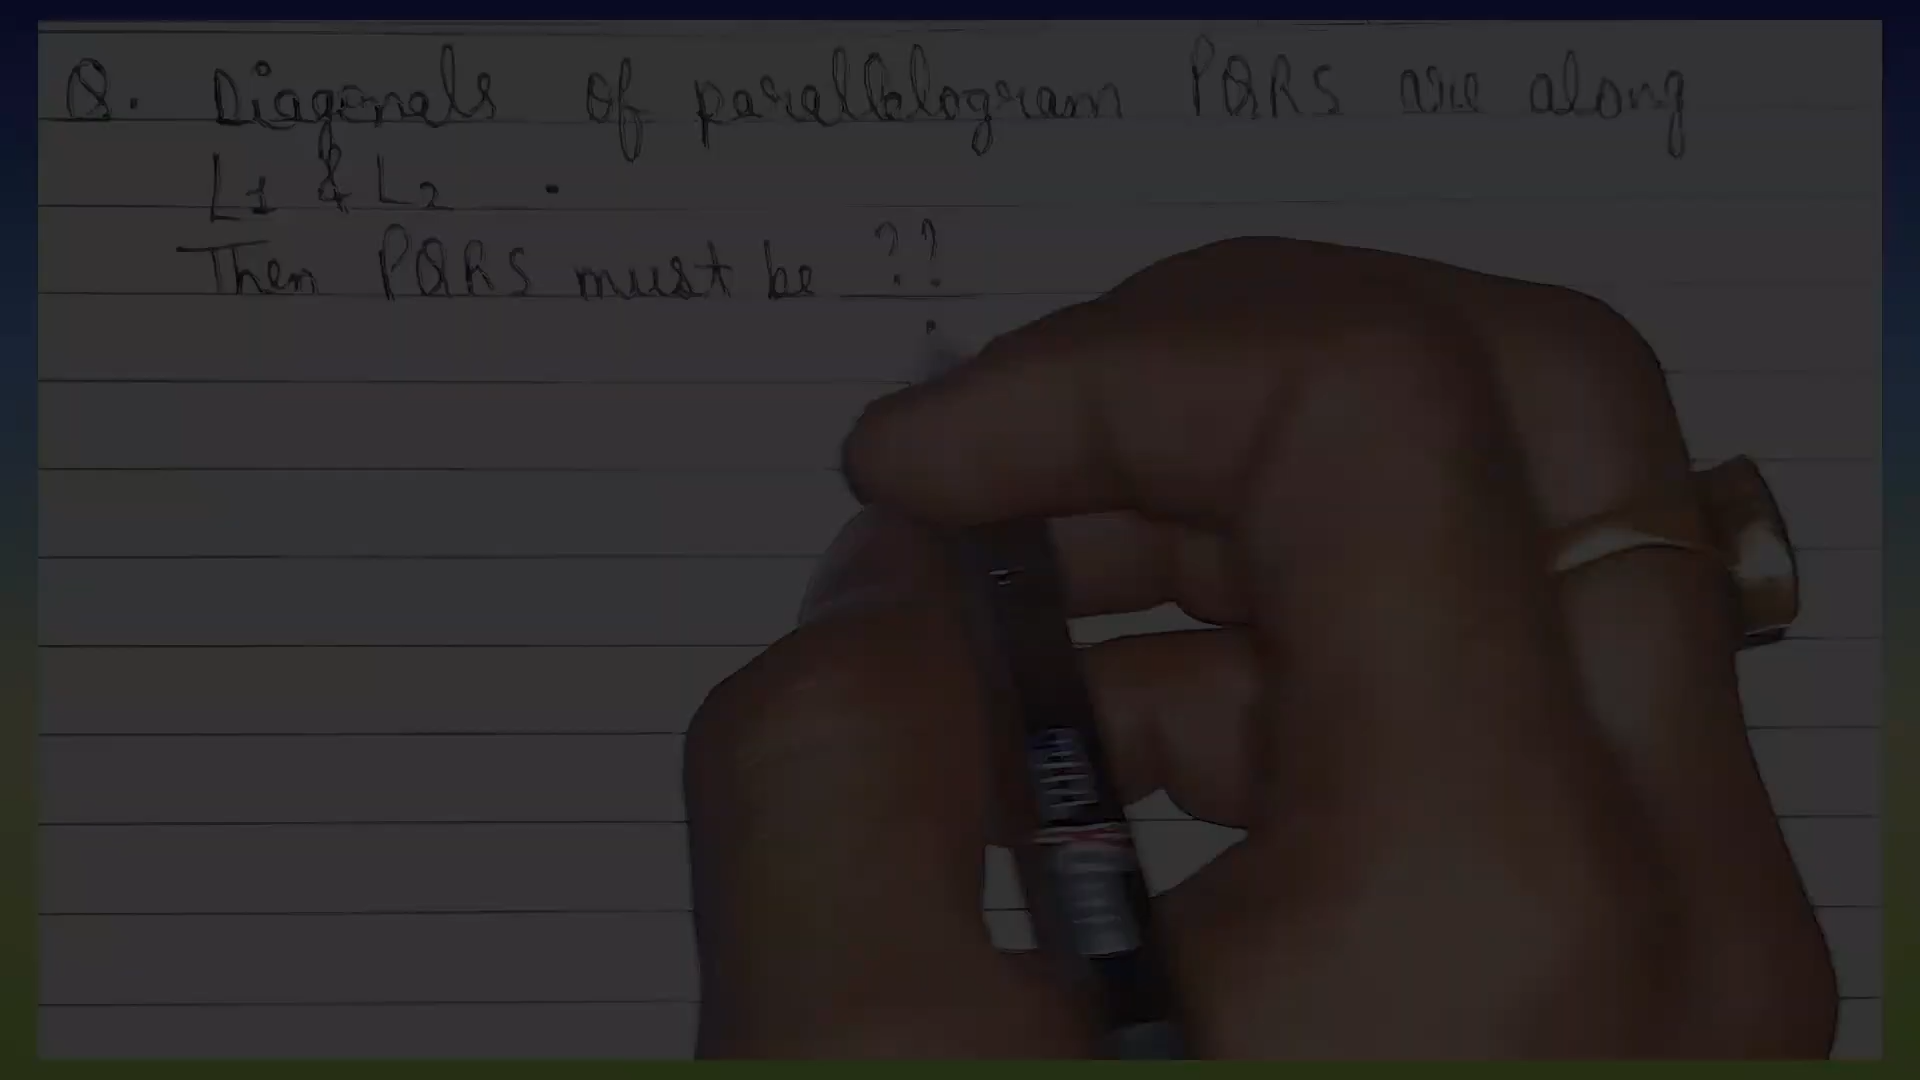 Q. Diagonals of parallelogram PQRS are along
L1 & L2 .
Then PQRS must be ??